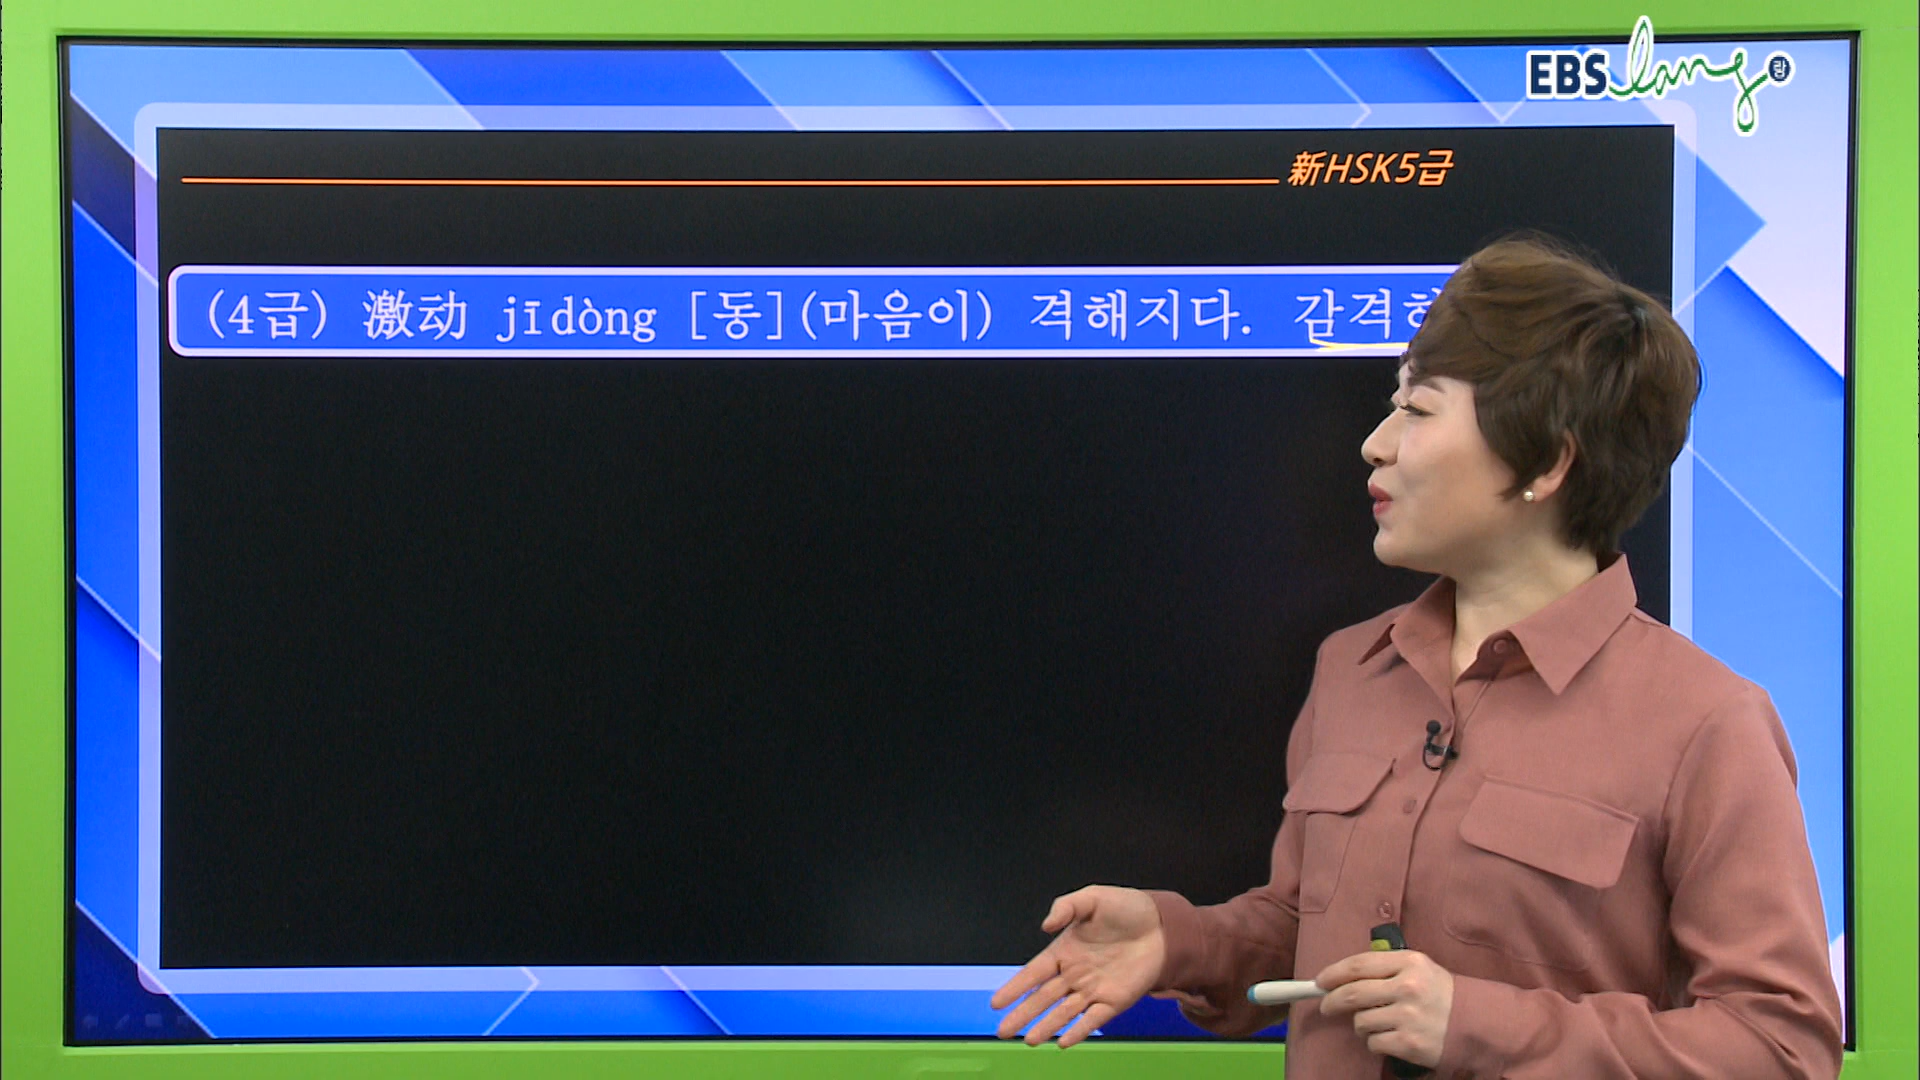 EBS lang 랑
新HSK5급
(4급) 激动 jīdòng [동](마음이) 격해지다. 감격하